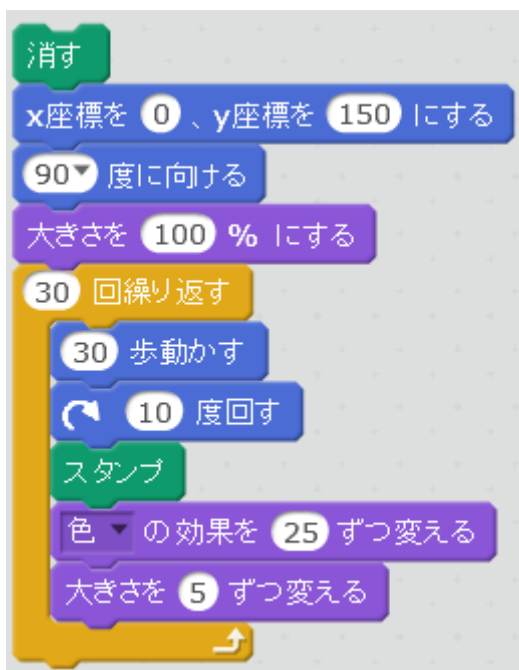 消す
x座標を 0 、y座標を 150 にする
90 度に向ける
大きさを 100 % にする
30 回繰り返す
30 歩動かす
10 度回す
スタンプ
色 の効果を 25 ずつ変える
大きさを 5 ずつ変える